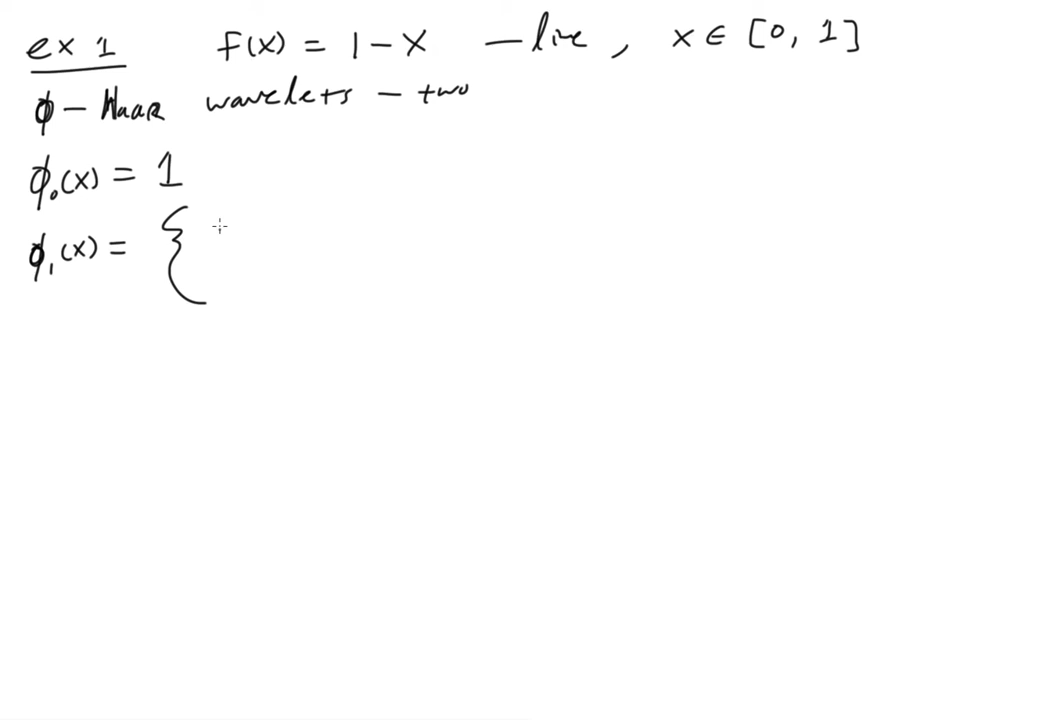 ex 1 f(x) = 1 - x - line, x ∈ [0, 1]
ϕ - Haar wavelets - two
ϕ₀(x) = 1
ϕ₁(x) = {